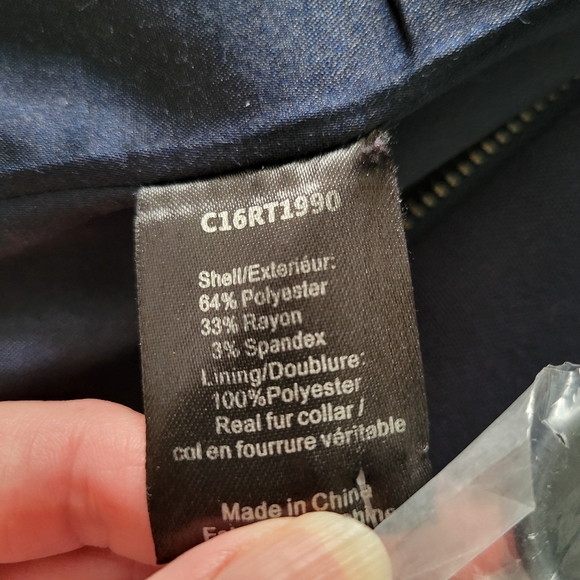 C16RT1990
Shell/Exteriéur:
64% Polyester
33% Rayon
3% Spandex
Lining/Doublure:
100%Polyester
Real fur collar /
col en fourrure véritable
Made in China